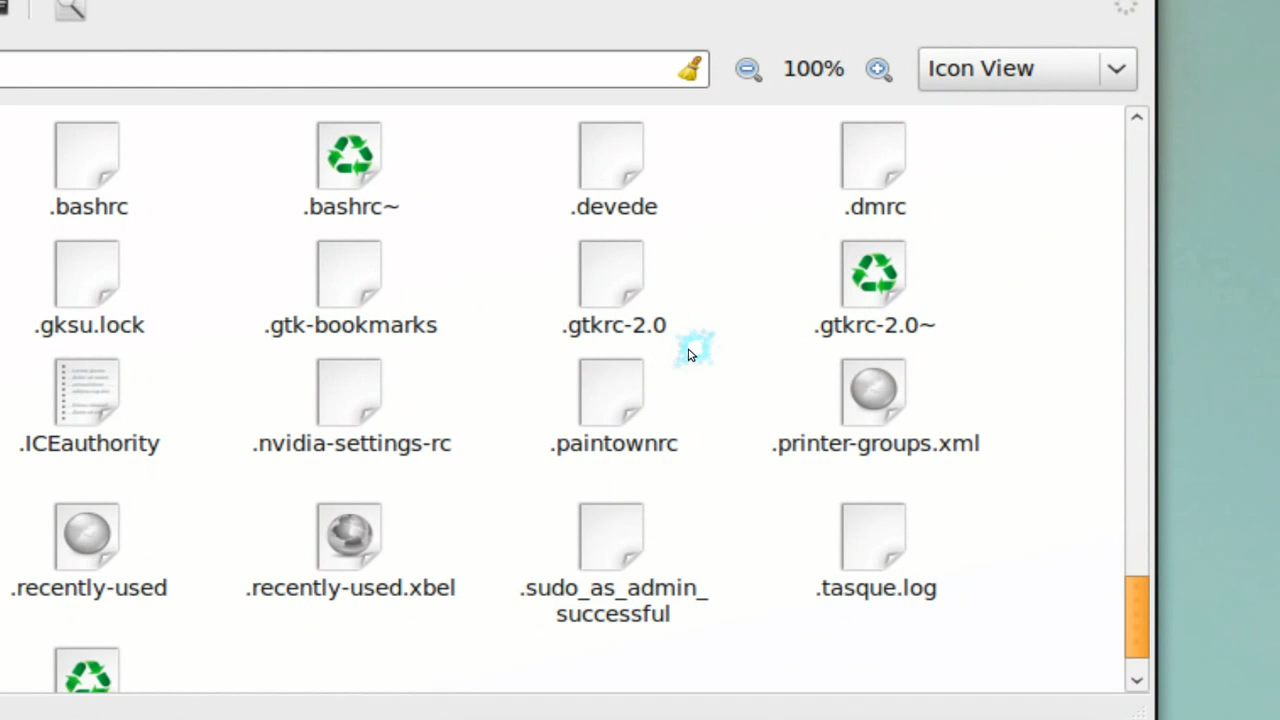 100%
Icon View
.bashrc
.bashrc~
.devede
.dmrc
.gksu.lock
.gtk-bookmarks
.gtkrc-2.0
.gtkrc-2.0~
.ICEauthority
.nvidia-settings-rc
.paintownrc
.printer-groups.xml
.recently-used
.recently-used.xbel
.sudo_as_admin_
successful
.tasque.log